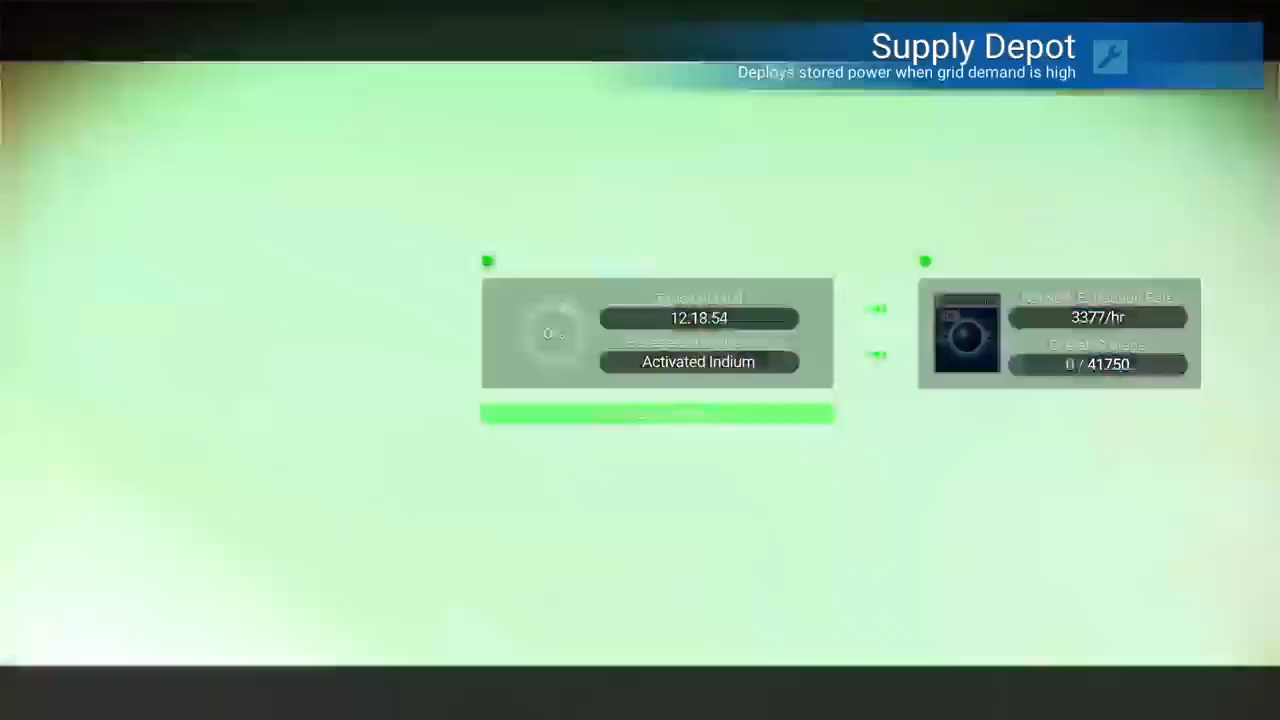 Supply Depot
Deploys stored power when grid demand is high
12:18:54
Activated Indium
3377/hr
0 / 41750